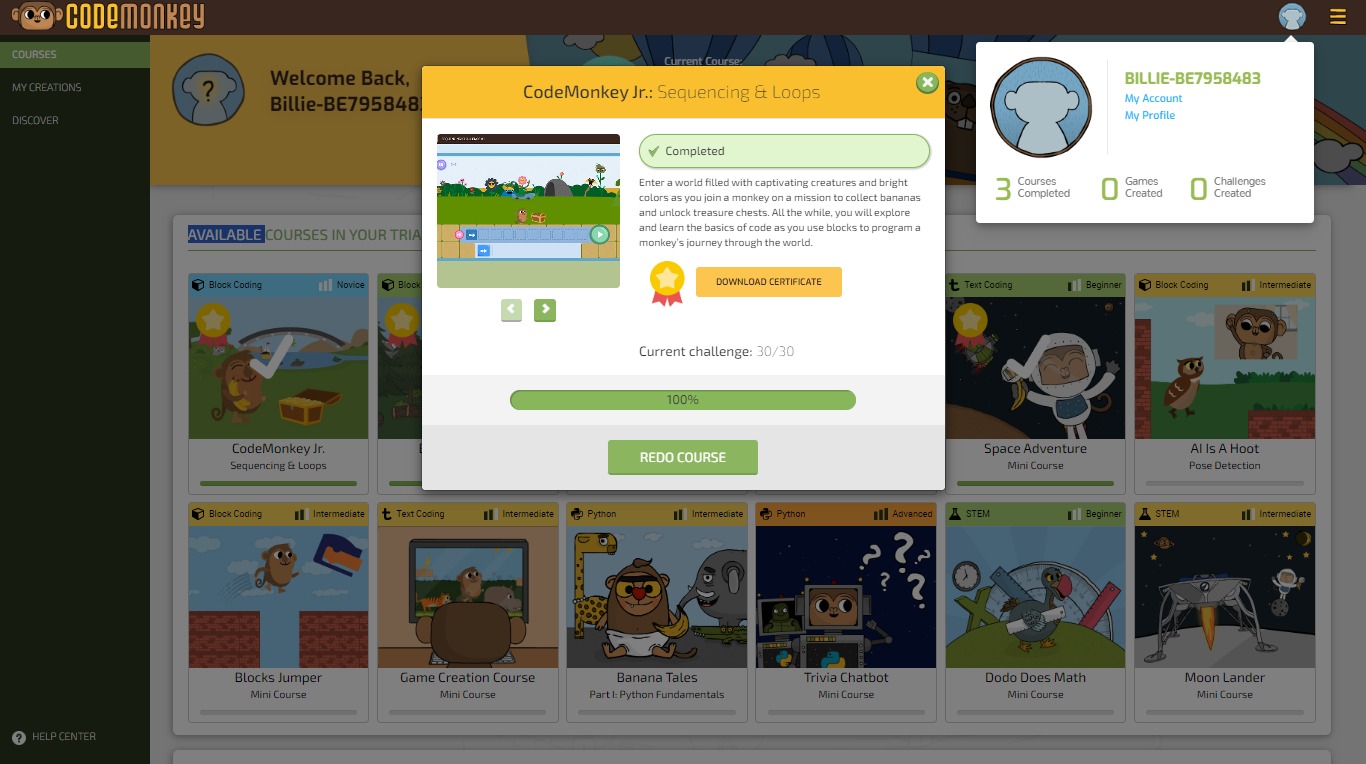 CODEMONKEY
COURSES
MY CREATIONS
DISCOVER
HELP CENTER
Welcome Back,
Billie-BE7958483
Current Course:
BILLIE-BE7958483
My Account
My Profile
3 Courses Completed
0 Games Created
0 Challenges Created
CodeMonkey Jr.: Sequencing & Loops
Completed
Enter a world filled with captivating creatures and bright
colors as you join a monkey on a mission to collect bananas
and unlock treasure chests. All the while, you will explore
and learn the basics of code as you use blocks to program a
monkey's journey through the world.
DOWNLOAD CERTIFICATE
Current challenge: 30/30
100%
REDO COURSE
AVAILABLE COURSES IN YOUR TRIA
Block Coding Novice
CodeMonkey Jr.
Sequencing & Loops
Block
Text Coding Beginner
Space Adventure
Mini Course
Block Coding Intermediate
AI Is A Hoot
Pose Detection
Block Coding Intermediate
Blocks Jumper
Mini Course
Text Coding Intermediate
Game Creation Course
Mini Course
Python Intermediate
Banana Tales
Part I: Python Fundamentals
Python Advanced
Trivia Chatbot
Mini Course
STEM Beginner
Dodo Does Math
Mini Course
STEM Intermediate
Moon Lander
Mini Course